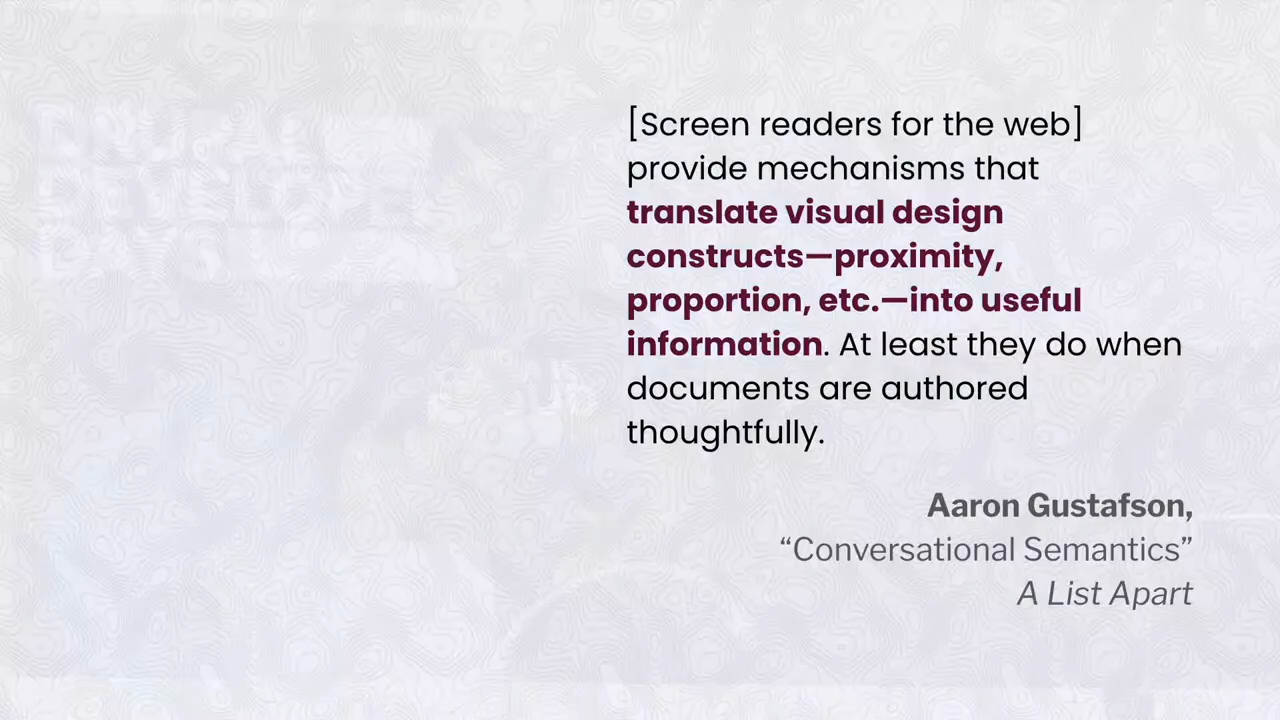 [Screen readers for the web]
provide mechanisms that
translate visual design
constructs—proximity,
proportion, etc.—into useful
information. At least they do when
documents are authored
thoughtfully.
Aaron Gustafson,
“Conversational Semantics”
A List Apart